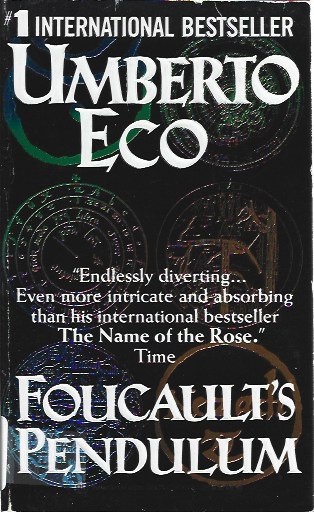 #1 INTERNATIONAL BESTSELLER
UMBERTO
ECO
"Endlessly diverting...
Even more intricate and absorbing
than his international bestseller
The Name of the Rose."
Time
FOUCAULT'S
PENDULUM